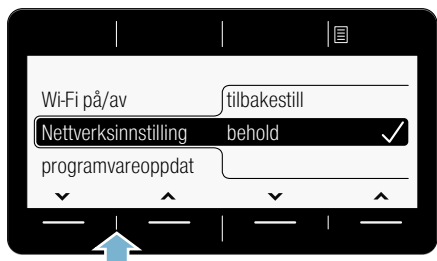 Wi-Fi på/av
tilbakestill
Nettverksinnstilling
behold
programvareoppdat